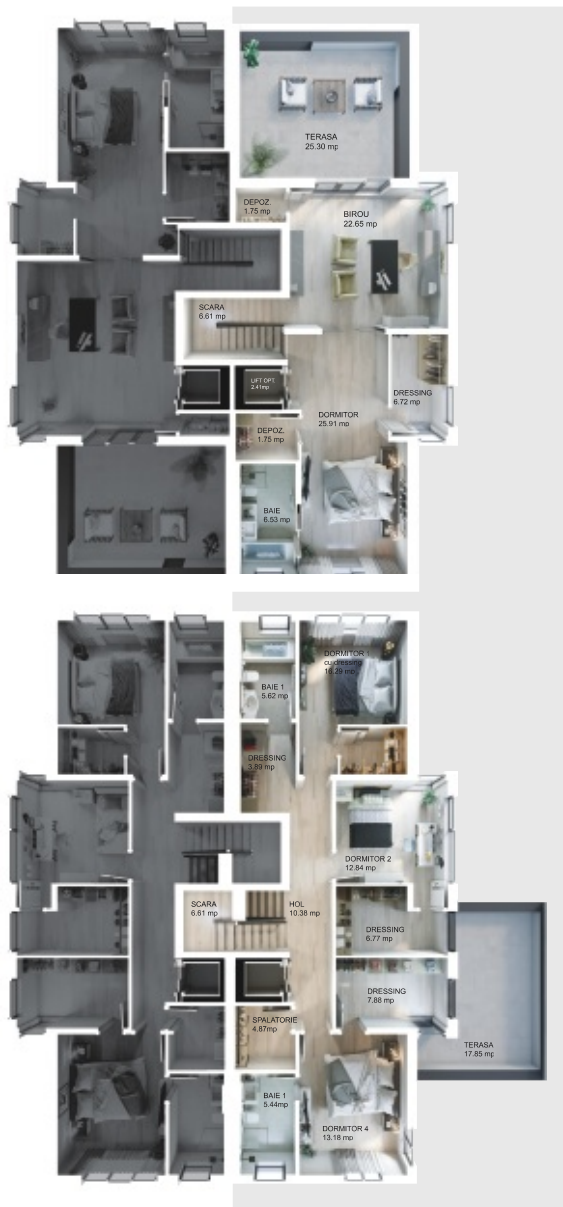 TERASA
25.30 mp
DEPOZ.
1.75 mp
BIROU
22.65 mp
SCARA
6.61 mp
LIFT OPT.
2.41mp
DRESSING
6.72 mp
DORMITOR
25.91 mp
DEPOZ.
1.75 mp
BAIE
6.53 mp
DORMITOR 1
cu dressing
16.29 mp
BAIE 1
5.62 mp
DRESSING
3.89 mp
DORMITOR 2
12.84 mp
SCARA
6.61 mp
HOL
10.38 mp
DRESSING
6.77 mp
DRESSING
7.88 mp
SPALATORIE
4.87mp
TERASA
17.85 mp
BAIE 1
5.44mp
DORMITOR 4
13.18 mp